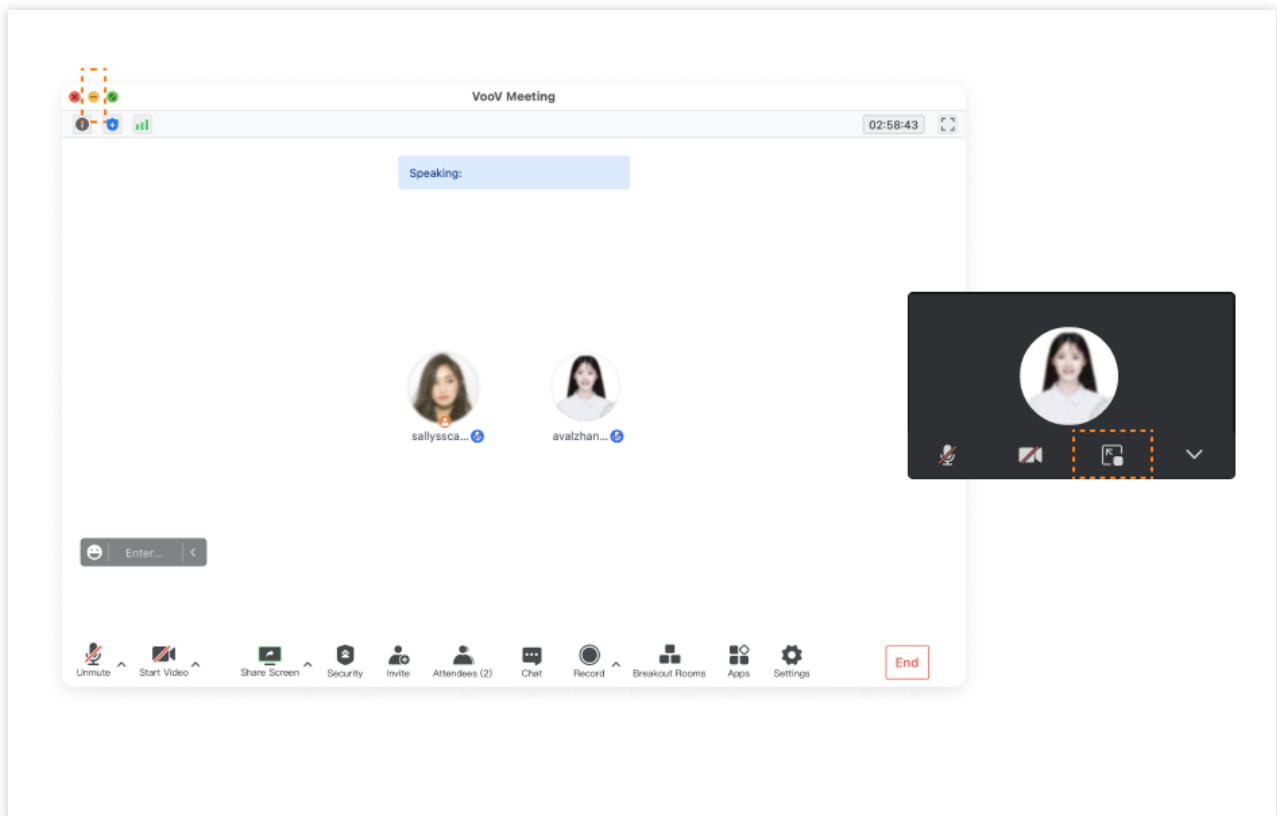 VooV Meeting
02:58:43
Speaking:
sallyssca...
avalzhan...
Enter...
Unmute
Start Video
Share Screen
Security
Invite
Attendees (2)
Chat
Record
Breakout Rooms
Apps
Settings
End